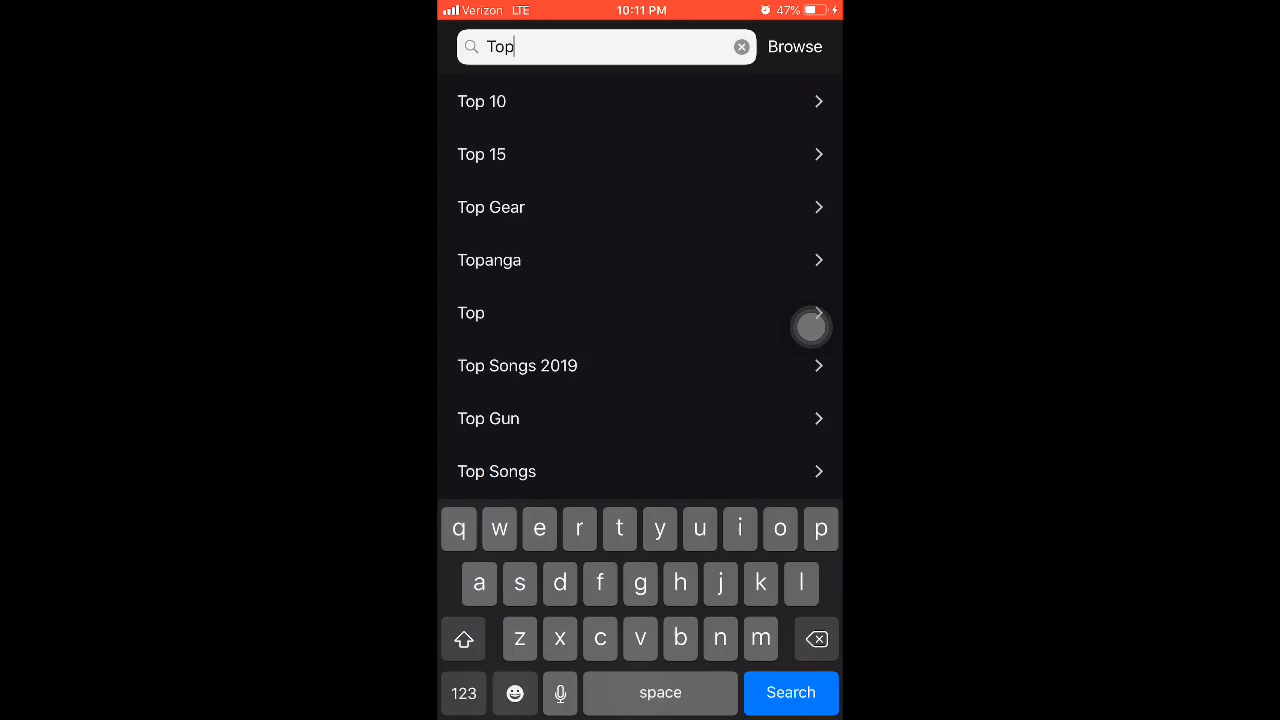 Verizon LTE 10:11 PM 47%
Top Browse
Top 10
Top 15
Top Gear
Topanga
Top
Top Songs 2019
Top Gun
Top Songs
q w e r t y u i o p
a s d f g h j k l
z x c v b n m
123 space Search